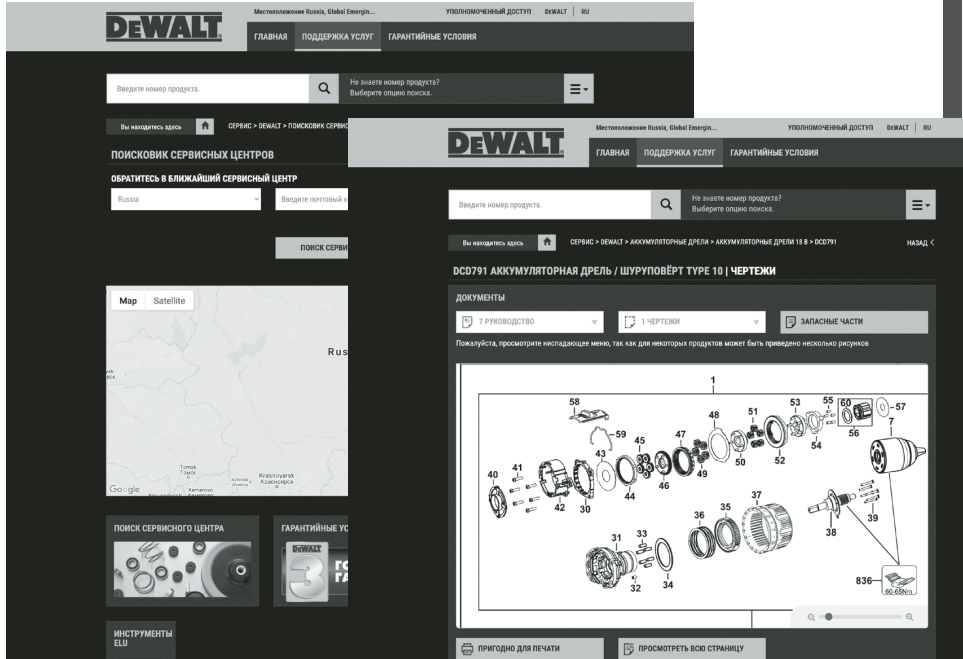 DEWALT
Местоположение Russia, Global Emergin...
УПОЛНОМОЧЕННЫЙ ДОСТУП DEWALT RU
ГЛАВНАЯ ПОДДЕРЖКА УСЛУГ ГАРАНТИЙНЫЕ УСЛОВИЯ
Введите номер продукта.
Не знаете номер продукта?
Выберите опцию поиска.
Вы находитесь здесь
СЕРВИС > DEWALT > ПОИСКОВИК СЕРВИС
ПОИСКОВИК СЕРВИСНЫХ ЦЕНТРОВ
ОБРАТИТЕСЬ В БЛИЖАЙШИЙ СЕРВИСНЫЙ ЦЕНТР
Russia
Введите почтовый к
ПОИСК СЕРВИ
Map Satellite
Rus
Tomsk
Томск
Krasnoyarsk
Красноярск
Achinsk
Ачинск
Kemerovo
Google
ПОИСК СЕРВИСНОГО ЦЕНТРА
ГАРАНТИЙНЫЕ УС
DEWALT
3
ГО
ГА
ИНСТРУМЕНТЫ
ELU
DEWALT
Местоположение Russia, Global Emergin...
УПОЛНОМОЧЕННЫЙ ДОСТУП DEWALT RU
ГЛАВНАЯ ПОДДЕРЖКА УСЛУГ ГАРАНТИЙНЫЕ УСЛОВИЯ
Введите номер продукта.
Не знаете номер продукта?
Выберите опцию поиска.
Вы находитесь здесь
СЕРВИС > DEWALT > АККУМУЛЯТОРНЫЕ ДРЕЛИ > АККУМУЛЯТОРНЫЕ ДРЕЛИ 18 В > DCD791
НАЗАД <
DCD791 АККУМУЛЯТОРНАЯ ДРЕЛЬ / ШУРУПОВЁРТ TYPE 10 | ЧЕРТЕЖИ
ДОКУМЕНТЫ
7 РУКОВОДСТВО
1 ЧЕРТЕЖИ
ЗАПАСНЫЕ ЧАСТИ
Пожалуйста, просмотрите ниспадающее меню, так как для некоторых продуктов может быть приведено несколько рисунков
1
58
59
48
51
53
55
60
57
7
56
54
52
50
49
47
45
46
43
44
41
40
42
30
37
35
36
33
31
32
34
38
39
836
60-65Nm
ПРИГОДНО ДЛЯ ПЕЧАТИ
ПРОСМОТРЕТЬ ВСЮ СТРАНИЦУ